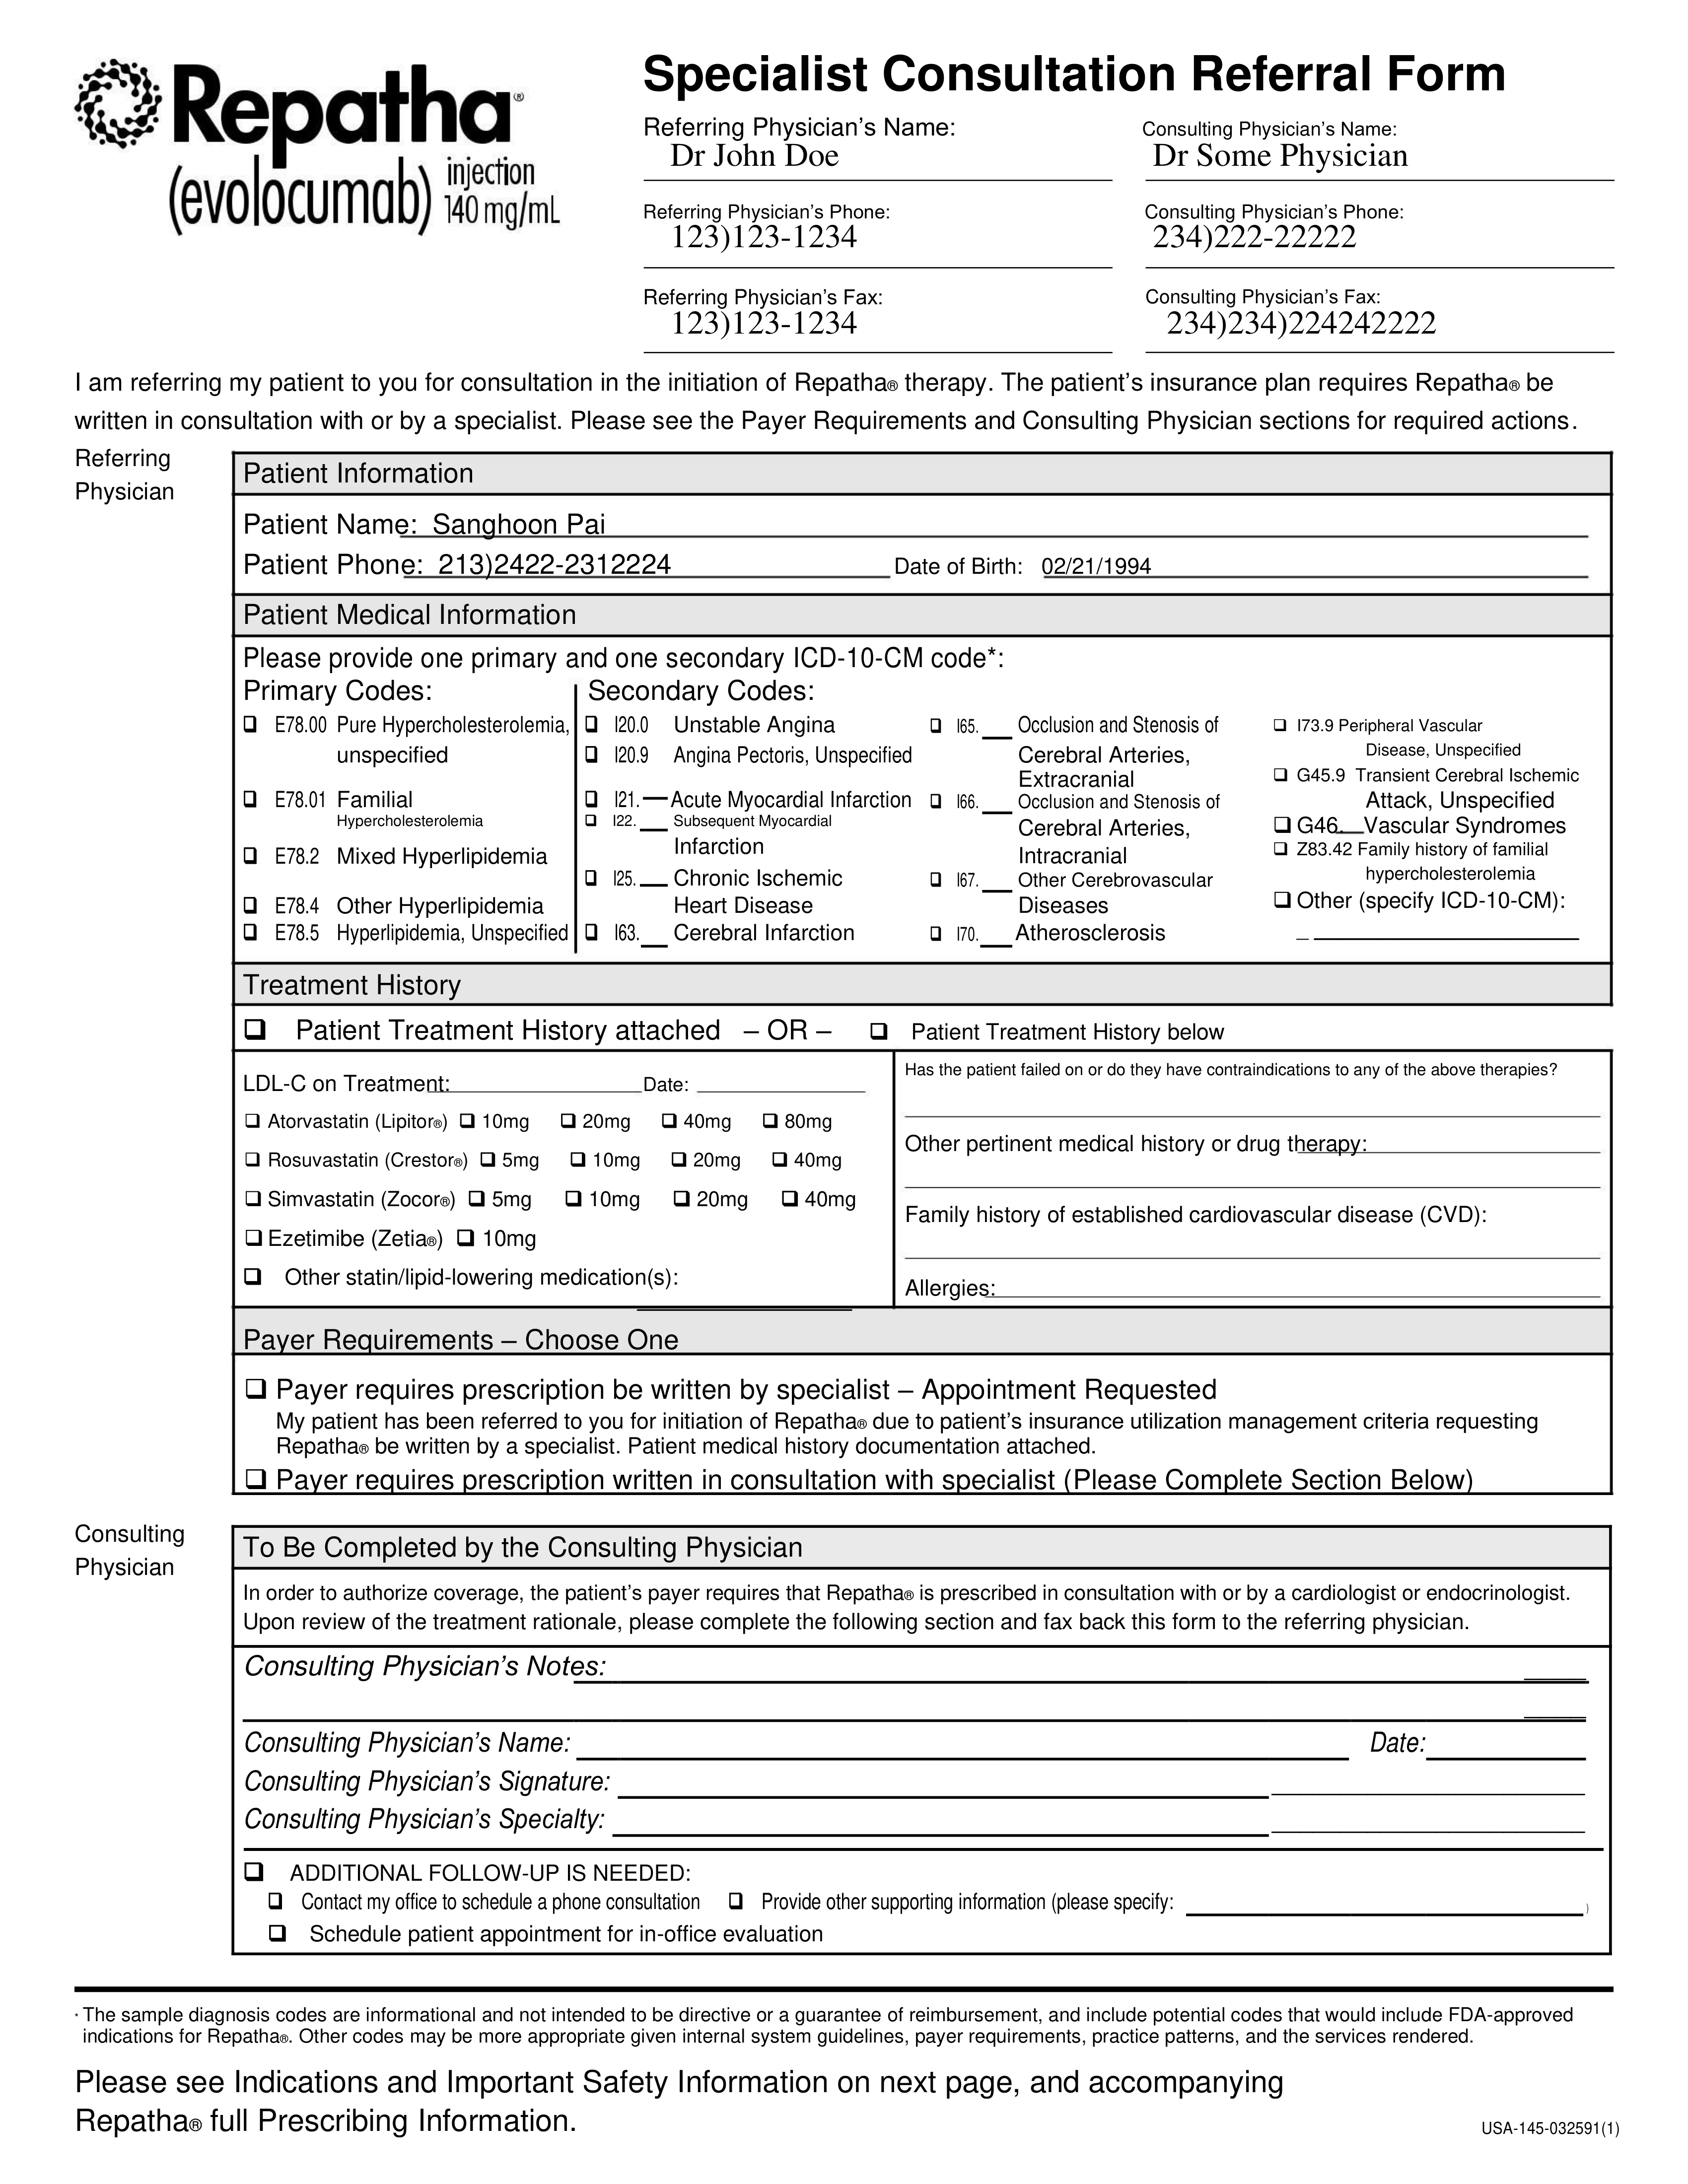 Repatha®
(evolocumab) injection 140 mg/mL
Specialist Consultation Referral Form
Referring Physician’s Name: Consulting Physician’s Name:
Dr John Doe Dr Some Physician
Referring Physician’s Phone: Consulting Physician’s Phone:
123)123-1234 234)222-22222
Referring Physician’s Fax: Consulting Physician’s Fax:
123)123-1234 234)234)224242222
I am referring my patient to you for consultation in the initiation of Repatha® therapy. The patient’s insurance plan requires Repatha® be
written in consultation with or by a specialist. Please see the Payer Requirements and Consulting Physician sections for required actions.
Referring
Physician
Patient Information
Patient Name: Sanghoon Pai
Patient Phone: 213)2422-2312224 Date of Birth: 02/21/1994
Patient Medical Information
Please provide one primary and one secondary ICD-10-CM code*:
Primary Codes:
❑ E78.00 Pure Hypercholesterolemia,
unspecified
❑ E78.01 Familial
Hypercholesterolemia
❑ E78.2 Mixed Hyperlipidemia
❑ E78.4 Other Hyperlipidemia
❑ E78.5 Hyperlipidemia, Unspecified
Secondary Codes:
❑ I20.0 Unstable Angina
❑ I20.9 Angina Pectoris, Unspecified
❑ I21.__ Acute Myocardial Infarction
❑ I22.__ Subsequent Myocardial
Infarction
❑ I25.__ Chronic Ischemic
Heart Disease
❑ I63.__ Cerebral Infarction
❑ I65.__ Occlusion and Stenosis of
Cerebral Arteries,
Extracranial
❑ I66.__ Occlusion and Stenosis of
Cerebral Arteries,
Intracranial
❑ I67.__ Other Cerebrovascular
Diseases
❑ I70.__ Atherosclerosis
❑ I73.9 Peripheral Vascular
Disease, Unspecified
❑ G45.9 Transient Cerebral Ischemic
Attack, Unspecified
❑ G46.__ Vascular Syndromes
❑ Z83.42 Family history of familial
hypercholesterolemia
❑ Other (specify ICD-10-CM):
Treatment History
❑ Patient Treatment History attached – OR – ❑ Patient Treatment History below
LDL-C on Treatment: Date:
❑ Atorvastatin (Lipitor®) ❑ 10mg ❑ 20mg ❑ 40mg ❑ 80mg
❑ Rosuvastatin (Crestor®) ❑ 5mg ❑ 10mg ❑ 20mg ❑ 40mg
❑ Simvastatin (Zocor®) ❑ 5mg ❑ 10mg ❑ 20mg ❑ 40mg
❑ Ezetimibe (Zetia®) ❑ 10mg
❑ Other statin/lipid-lowering medication(s):
Has the patient failed on or do they have contraindications to any of the above therapies?
Other pertinent medical history or drug therapy:
Family history of established cardiovascular disease (CVD):
Allergies:
Payer Requirements – Choose One
❑ Payer requires prescription be written by specialist – Appointment Requested
My patient has been referred to you for initiation of Repatha® due to patient’s insurance utilization management criteria requesting
Repatha® be written by a specialist. Patient medical history documentation attached.
❑ Payer requires prescription written in consultation with specialist (Please Complete Section Below)
Consulting
Physician
To Be Completed by the Consulting Physician
In order to authorize coverage, the patient’s payer requires that Repatha® is prescribed in consultation with or by a cardiologist or endocrinologist.
Upon review of the treatment rationale, please complete the following section and fax back this form to the referring physician.
Consulting Physician’s Notes:
Consulting Physician’s Name: Date:
Consulting Physician’s Signature:
Consulting Physician’s Specialty:
❑ ADDITIONAL FOLLOW-UP IS NEEDED:
❑ Contact my office to schedule a phone consultation ❑ Provide other supporting information (please specify: )
❑ Schedule patient appointment for in-office evaluation
* The sample diagnosis codes are informational and not intended to be directive or a guarantee of reimbursement, and include potential codes that would include FDA-approved
indications for Repatha®. Other codes may be more appropriate given internal system guidelines, payer requirements, practice patterns, and the services rendered.
Please see Indications and Important Safety Information on next page, and accompanying
Repatha® full Prescribing Information.
USA-145-032591(1)